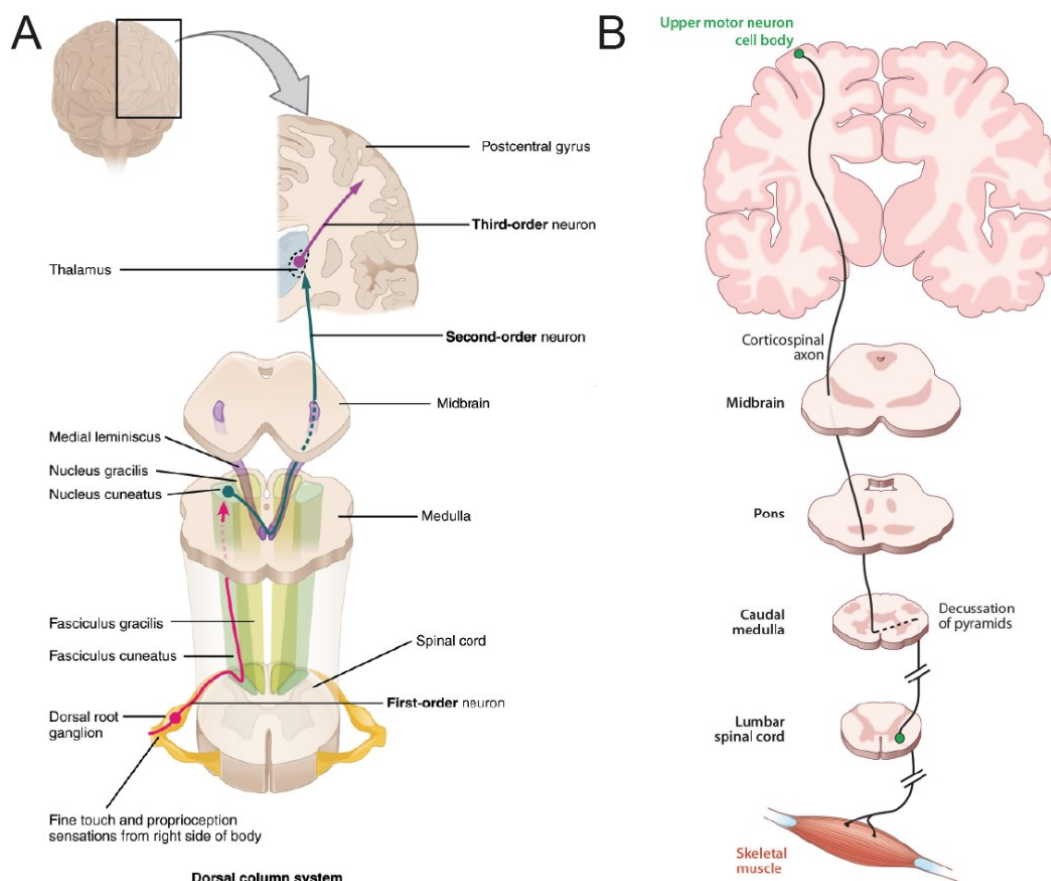 A
Postcentral gyrus
Third-order neuron
Thalamus
Second-order neuron
Midbrain
Medial leminiscus
Nucleus gracilis
Nucleus cuneatus
Medulla
Fasciculus gracilis
Spinal cord
Fasciculus cuneatus
First-order neuron
Dorsal root
ganglion
Fine touch and proprioception
sensations from right side of body
Dorsal column system
B
Upper motor neuron
cell body
Corticospinal
axon
Midbrain
Pons
Caudal
medulla
Decussation
of pyramids
Lumbar
spinal cord
Skeletal
muscle